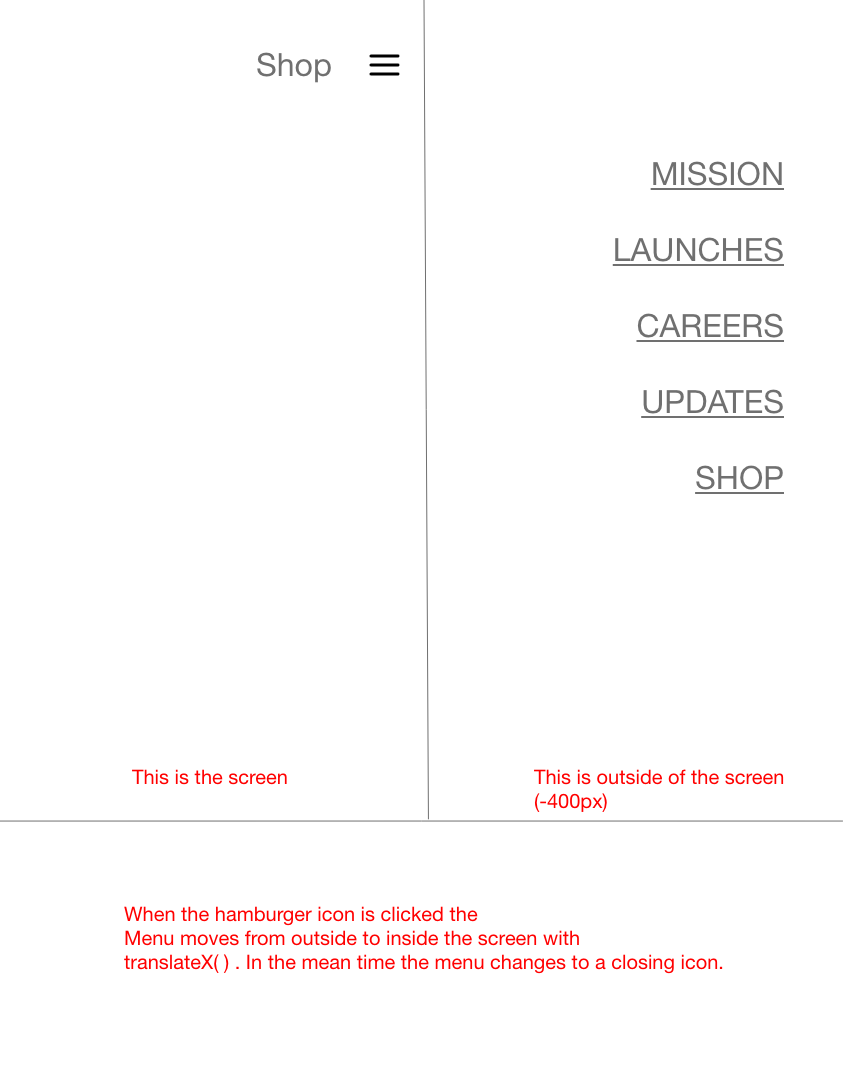 Shop
MISSION
LAUNCHES
CAREERS
UPDATES
SHOP
This is the screen
This is outside of the screen
(-400px)
When the hamburger icon is clicked the
Menu moves from outside to inside the screen with
translateX( ) . In the mean time the menu changes to a closing icon.